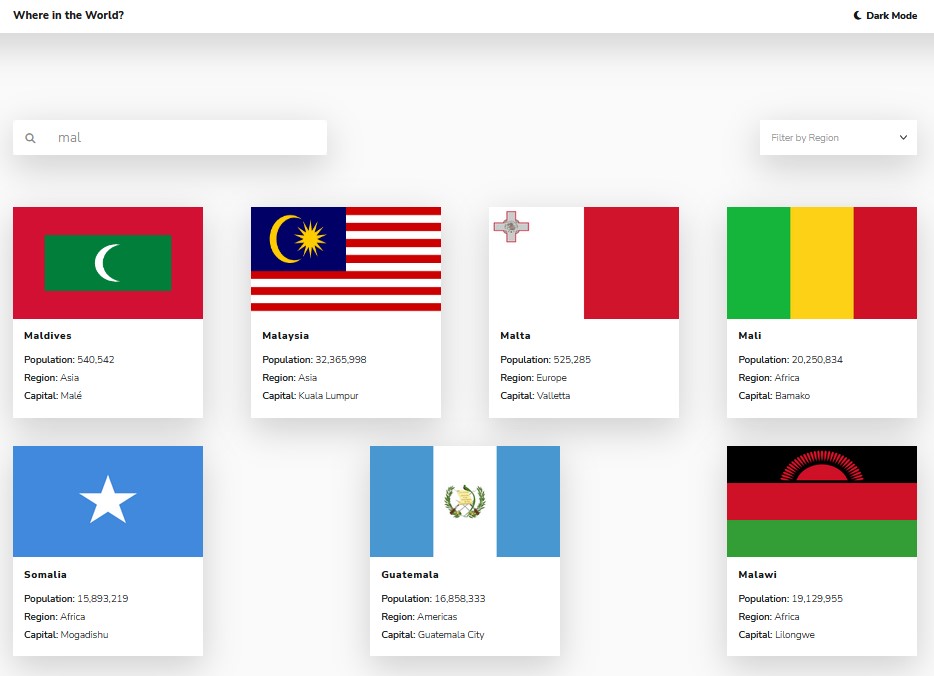 Where in the World?
Dark Mode
mal
Filter by Region
Maldives
Population: 540,542
Region: Asia
Capital: Malé
Malaysia
Population: 32,365,998
Region: Asia
Capital: Kuala Lumpur
Malta
Population: 525,285
Region: Europe
Capital: Valletta
Mali
Population: 20,250,834
Region: Africa
Capital: Bamako
Somalia
Population: 15,893,219
Region: Africa
Capital: Mogadishu
Guatemala
Population: 16,858,333
Region: Americas
Capital: Guatemala City
Malawi
Population: 19,129,955
Region: Africa
Capital: Lilongwe